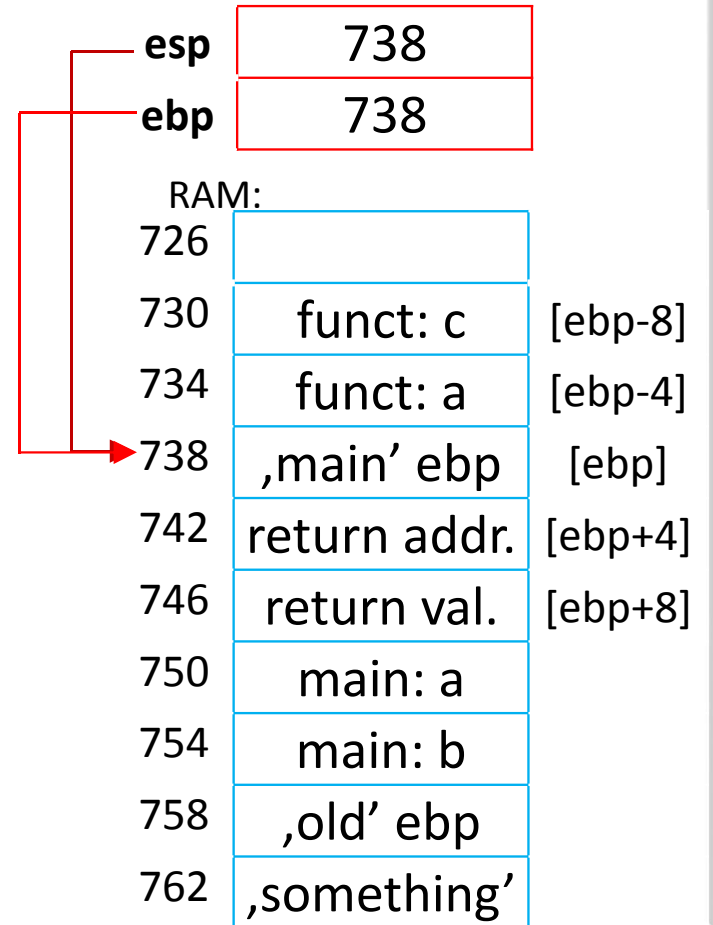 esp 738
ebp 738
RAM:
726
730 funct: c [ebp-8]
734 funct: a [ebp-4]
738 ‚main’ ebp [ebp]
742 return addr. [ebp+4]
746 return val. [ebp+8]
750 main: a
754 main: b
758 ‚old’ ebp
762 ‚something’